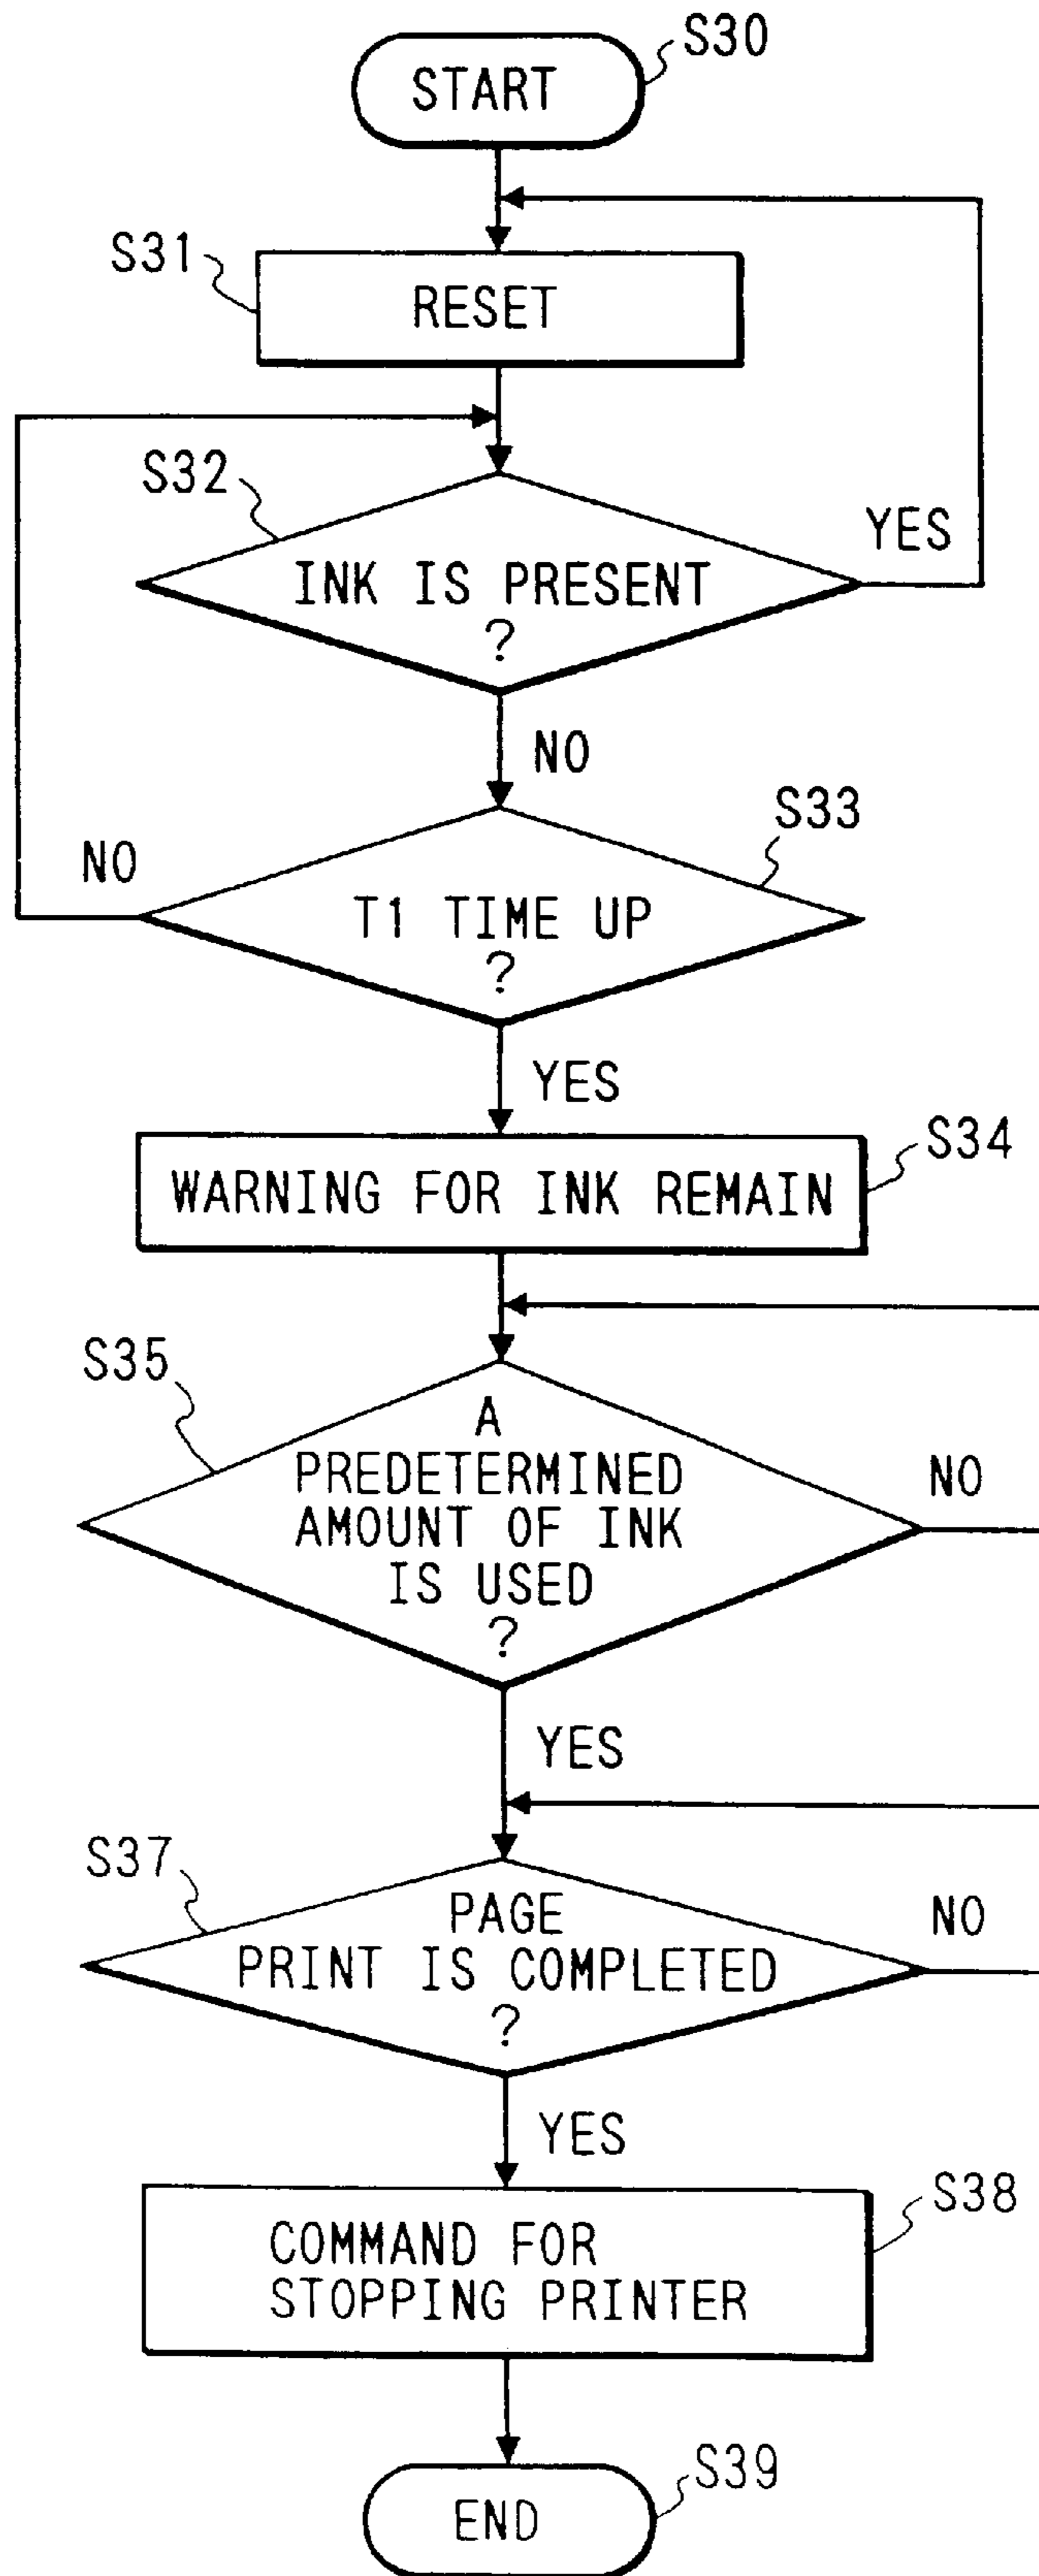 START
S30
S31
RESET
S32
INK IS PRESENT
?
YES
NO
S33
T1 TIME UP
?
NO
YES
WARNING FOR INK REMAIN
S34
S35
A
PREDETERMINED
AMOUNT OF INK
IS USED
?
NO
YES
S37
PAGE
PRINT IS COMPLETED
?
NO
YES
COMMAND FOR
STOPPING PRINTER
S38
END
S39